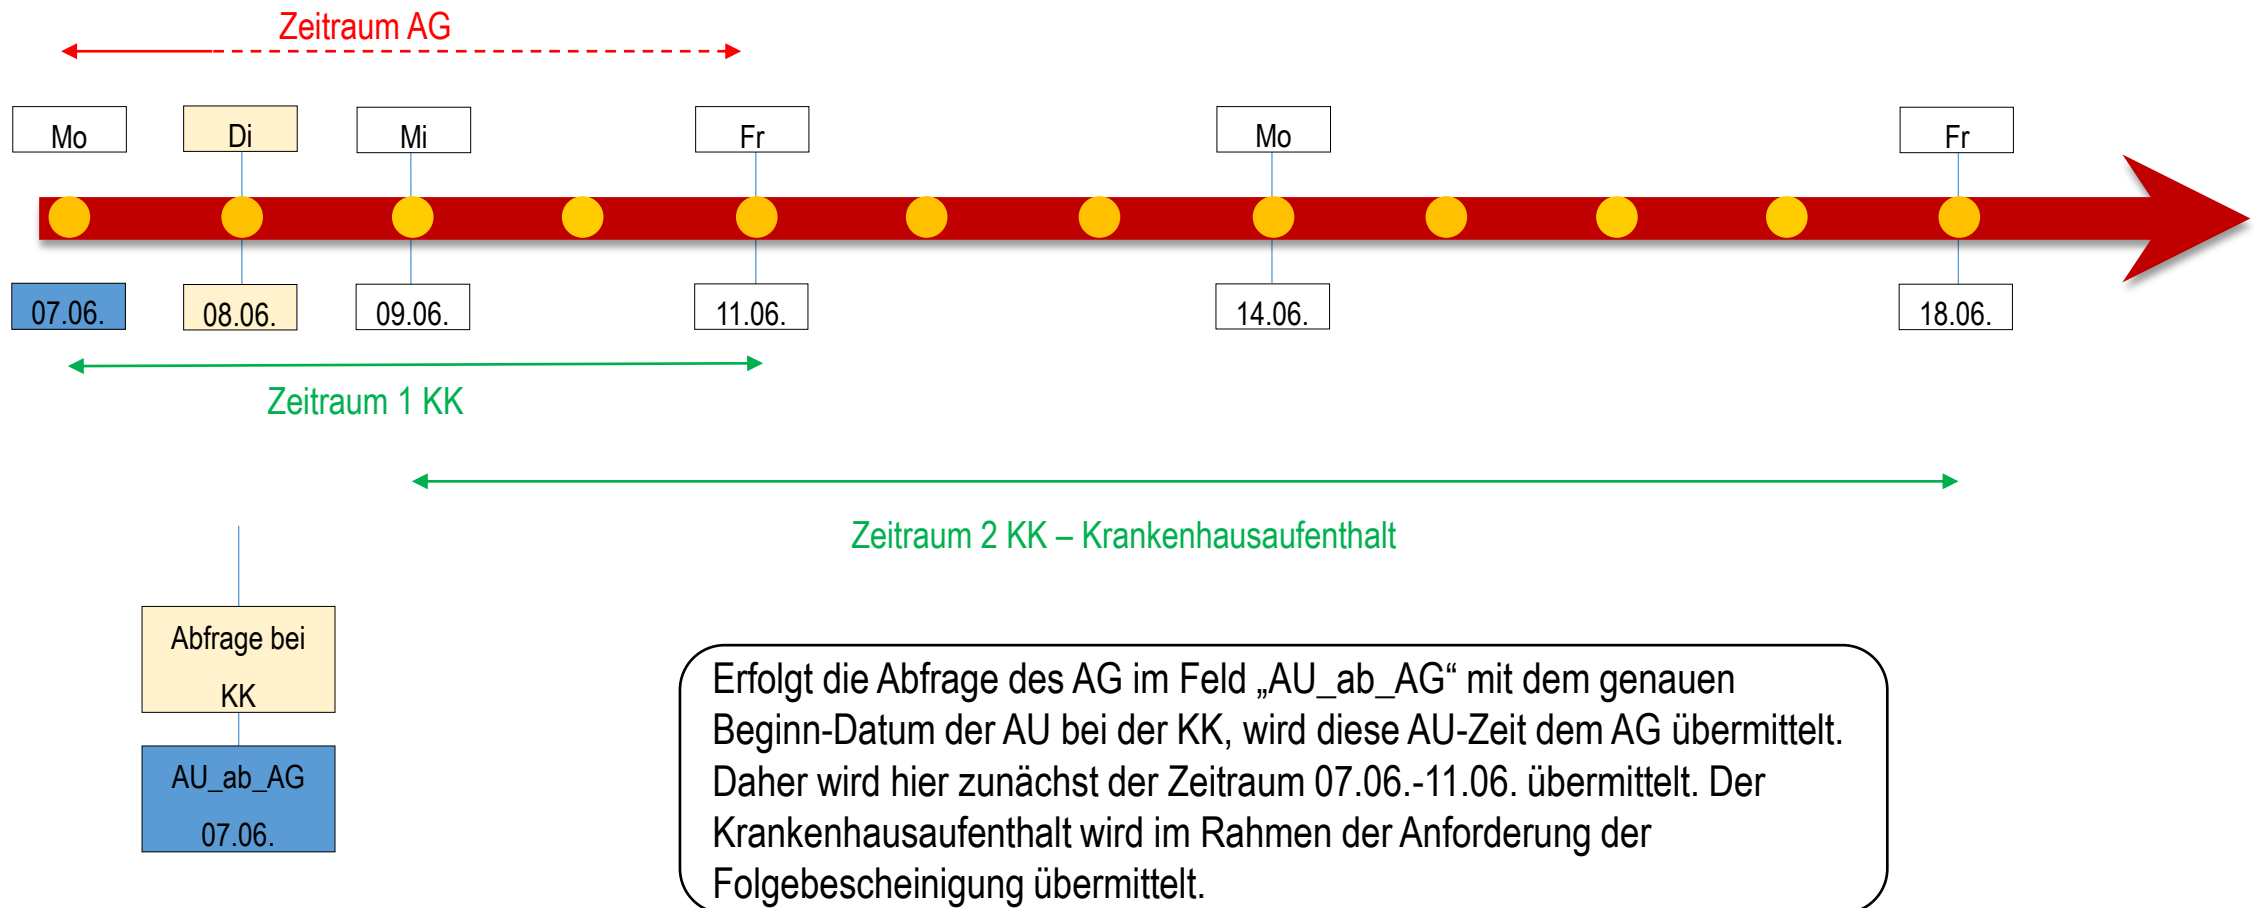 Zeitraum AG
Mo
Di
Mi
Fr
Mo
Fr
07.06.
08.06.
09.06.
11.06.
14.06.
18.06.
Zeitraum 1 KK
Zeitraum 2 KK – Krankenhausaufenthalt
Abfrage bei
KK
AU_ab_AG
07.06.
Erfolgt die Abfrage des AG im Feld „AU_ab_AG“ mit dem genauen
Beginn-Datum der AU bei der KK, wird diese AU-Zeit dem AG übermittelt.
Daher wird hier zunächst der Zeitraum 07.06.-11.06. übermittelt. Der
Krankenhausaufenthalt wird im Rahmen der Anforderung der
Folgebescheinigung übermittelt.